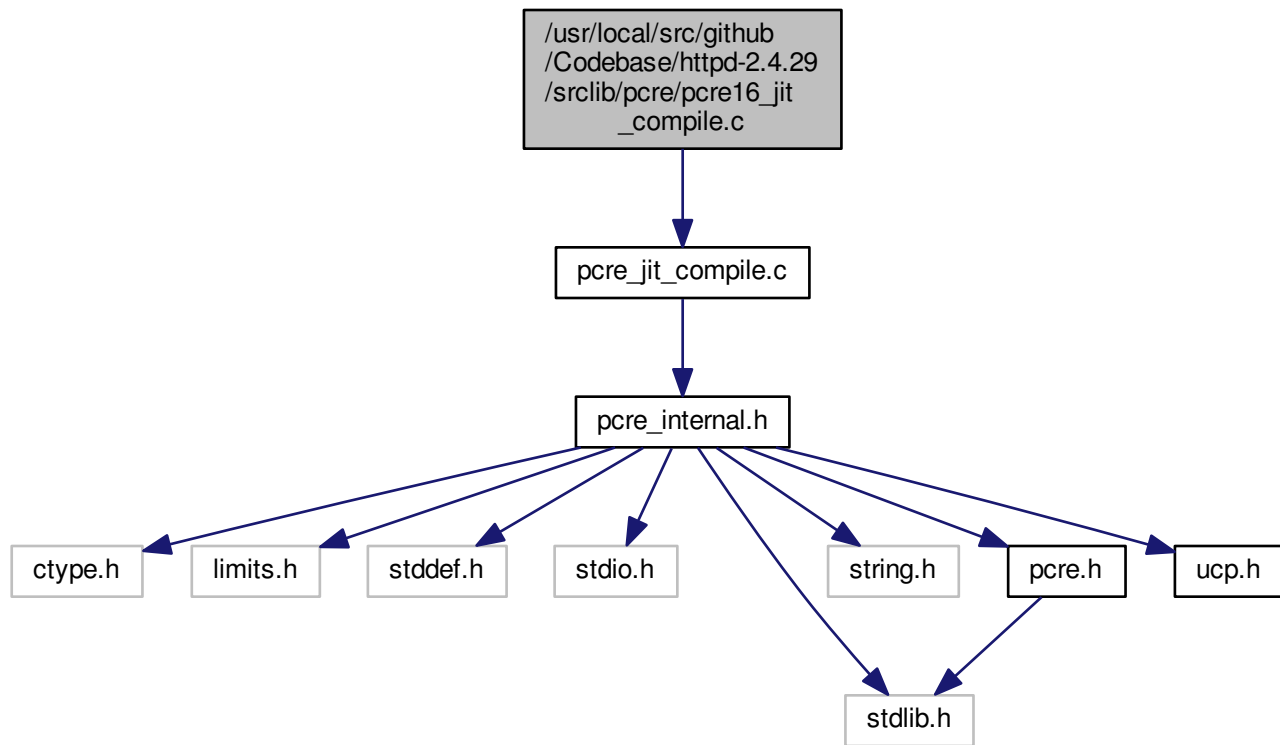 /usr/local/src/github
/Codebase/httpd-2.4.29
/srclib/pcre/pcre16_jit
_compile.c
pcre_jit_compile.c
pcre_internal.h
ctype.h
limits.h
stddef.h
stdio.h
string.h
pcre.h
ucp.h
stdlib.h